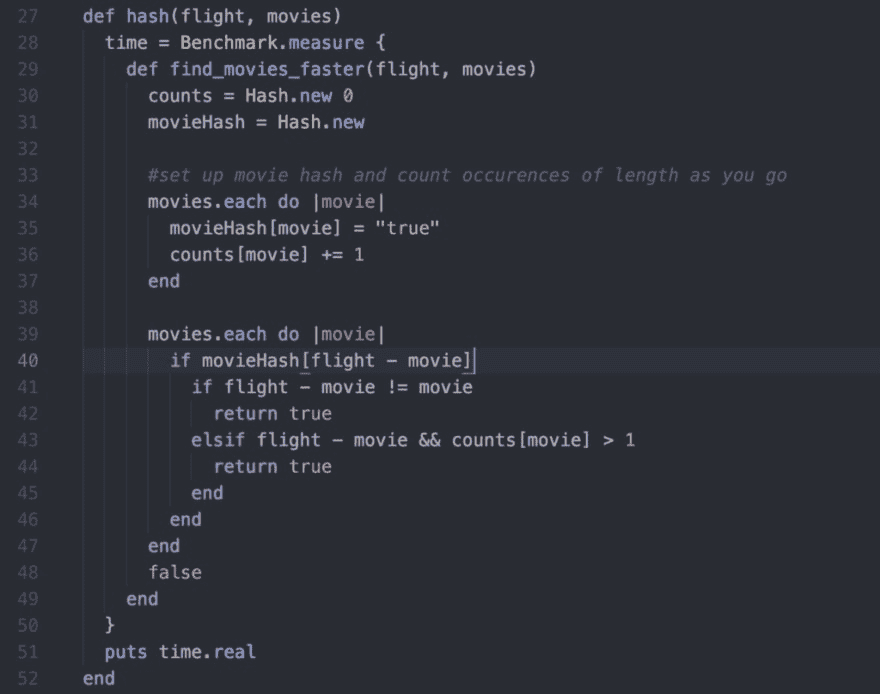 27 def hash(flight, movies)
28   time = Benchmark.measure {
29     def find_movies_faster(flight, movies)
30       counts = Hash.new 0
31       movieHash = Hash.new
32
33       #set up movie hash and count occurences of length as you go
34       movies.each do |movie|
35         movieHash[movie] = "true"
36         counts[movie] += 1
37       end
38
39       movies.each do |movie|
40         if movieHash[flight - movie]
41           if flight - movie != movie
42             return true
43           elsif flight - movie && counts[movie] > 1
44             return true
45           end
46         end
47       end
48       false
49     end
50   }
51   puts time.real
52 end